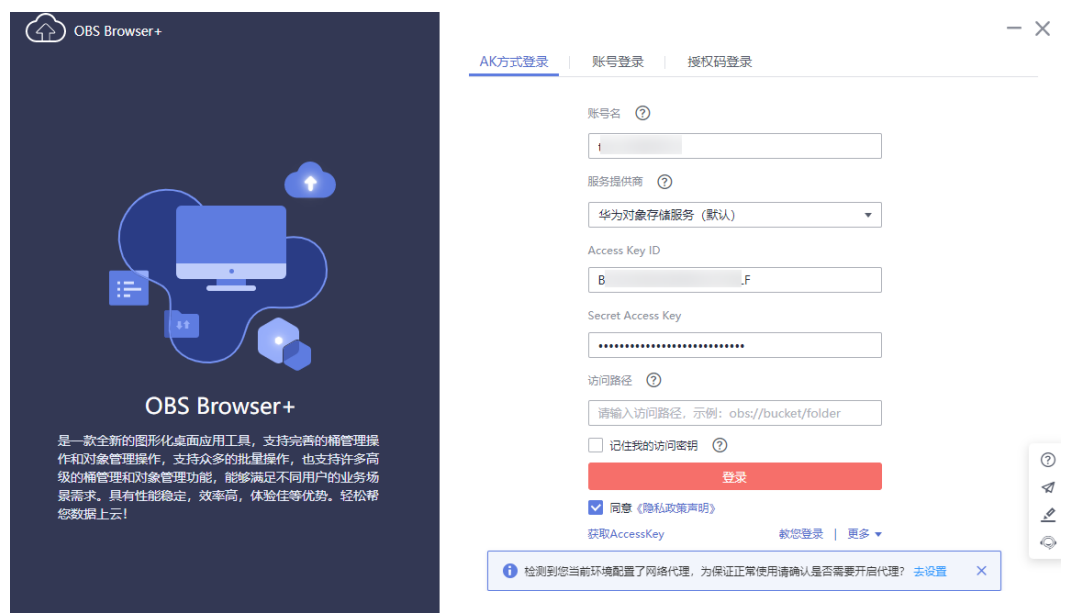 OBS Browser+
AK方式登录
账号登录
授权码登录
账号名
服务提供商
华为对象存储服务（默认）
Access Key ID
Secret Access Key
访问路径
请输入访问路径，示例：obs://bucket/folder
记住我的访问密钥
登录
同意《隐私政策声明》
获取AccessKey
教您登录 | 更多
检测到您当前环境配置了网络代理，为保证正常使用请确认是否需要开启代理？ 去设置
OBS Browser+
是一款全新的图形化桌面应用工具，支持完善的桶管理操
作和对象管理操作，支持众多的批量操作，也支持许多高
级的桶管理和对象管理功能，能够满足不同用户的业务场
景需求。具有性能稳定，效率高，体验佳等优势。轻松帮
您数据上云！